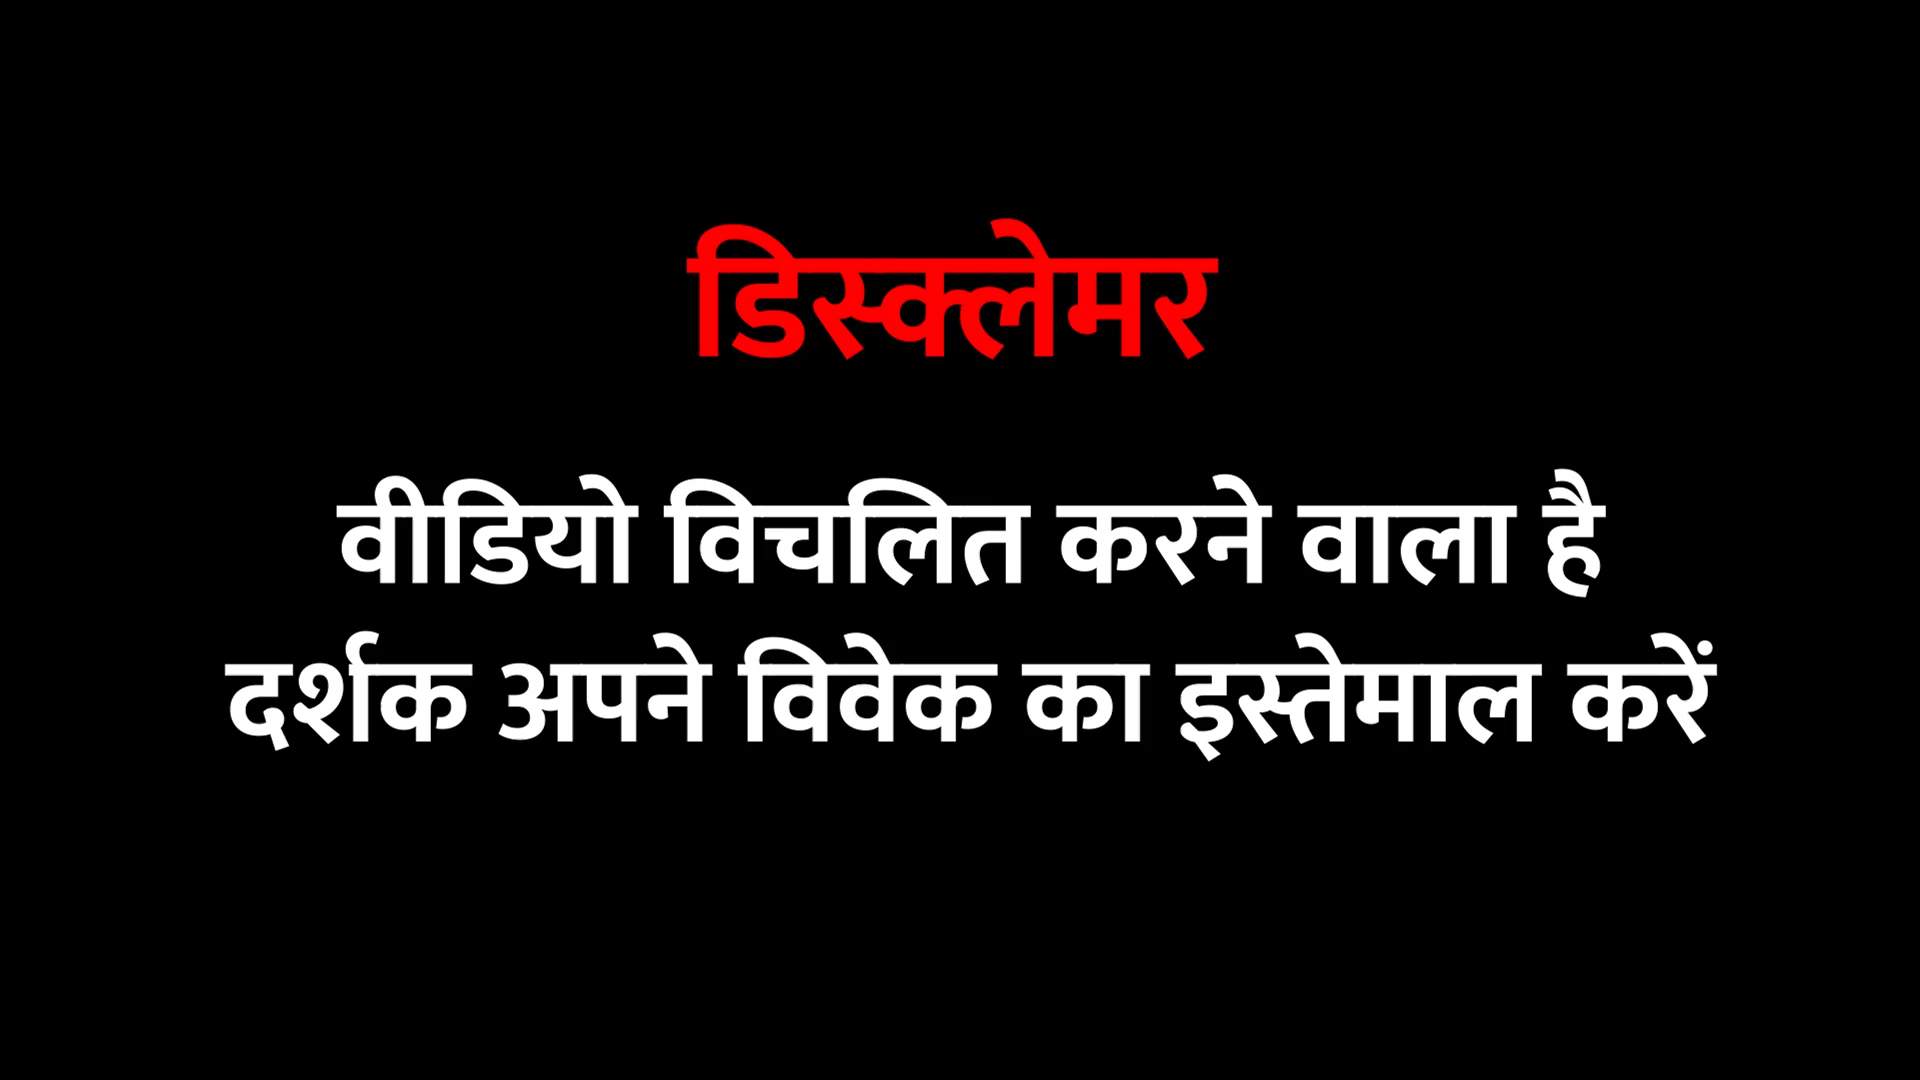 डिस्क्लेमर
वीडियो विचलित करने वाला है
दर्शक अपने विवेक का इस्तेमाल करें